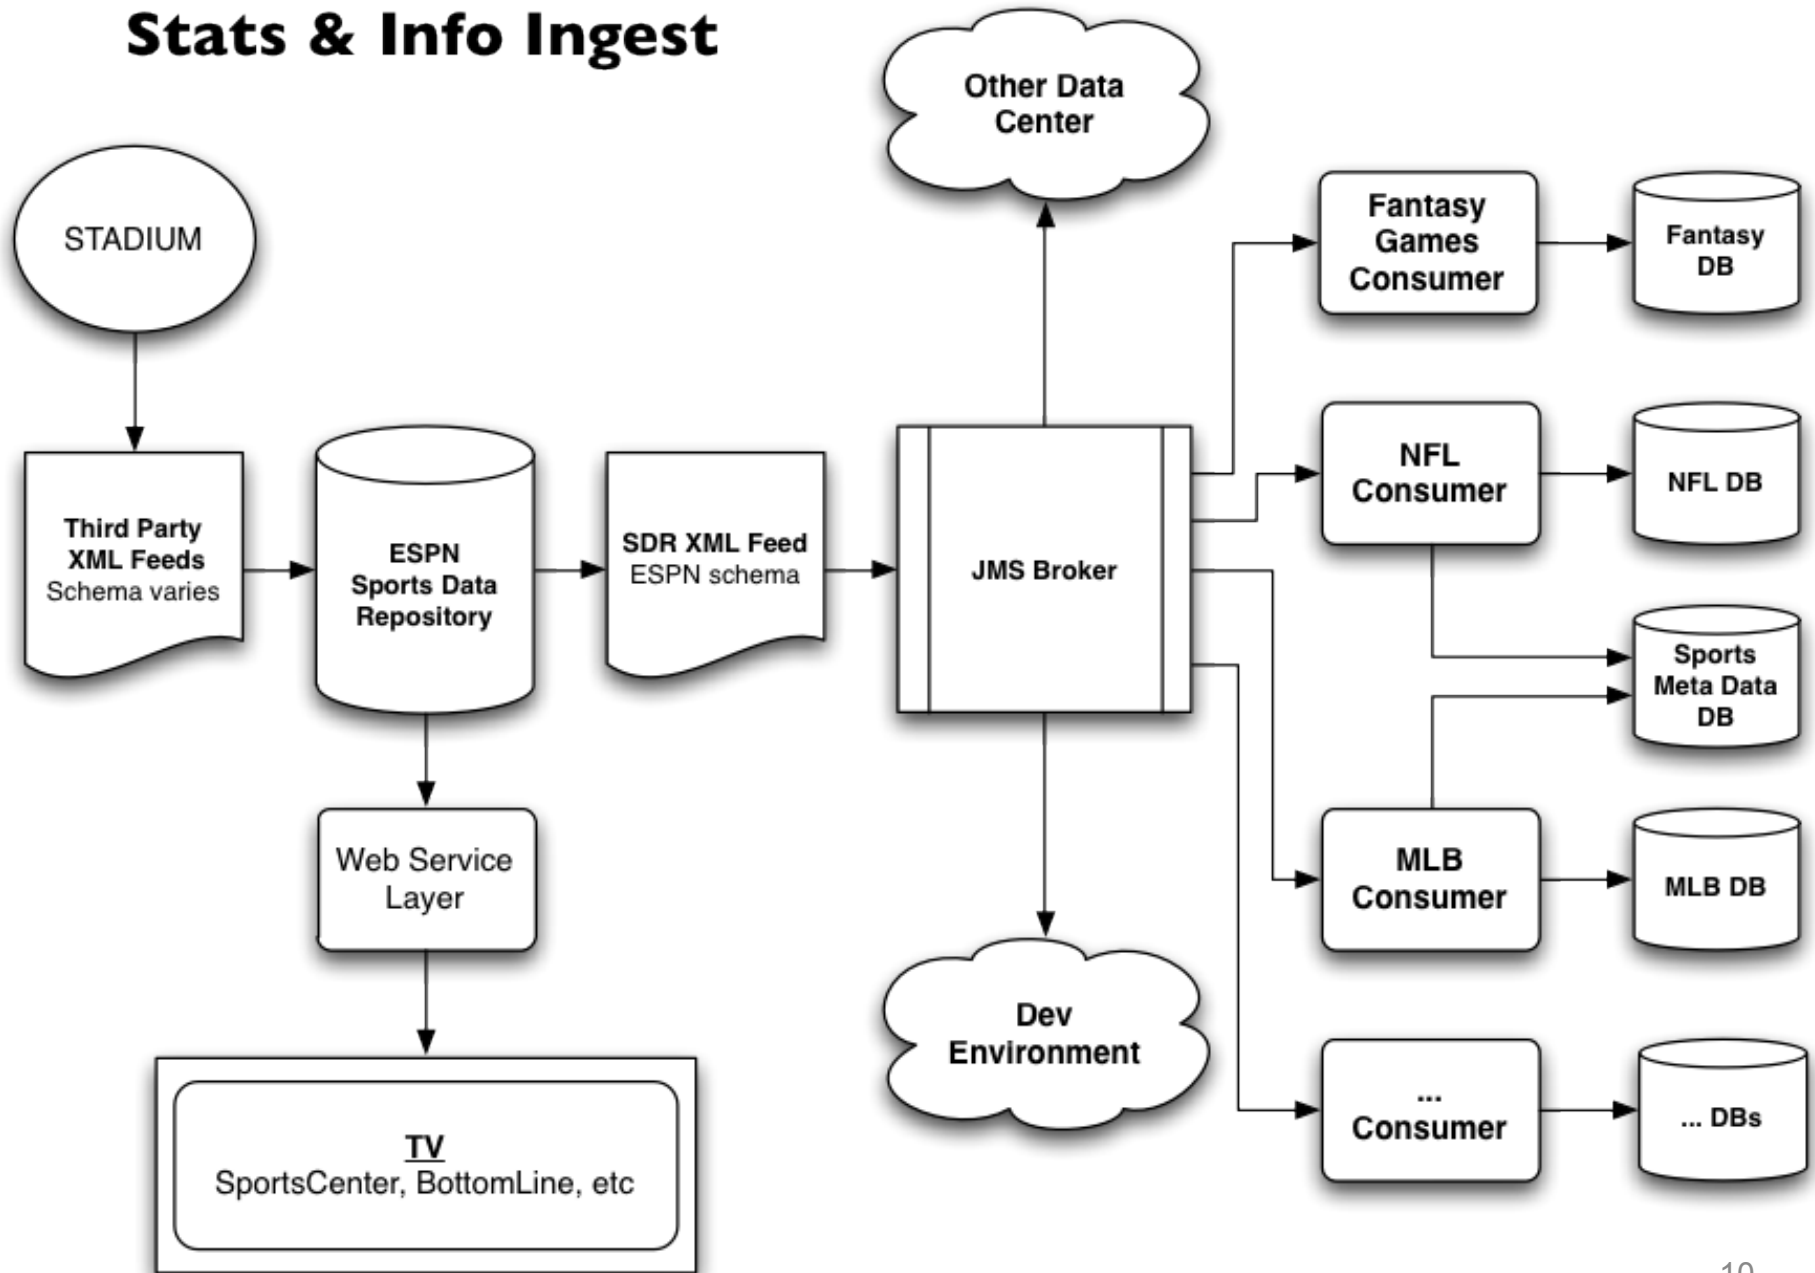 Stats & Info Ingest
Other Data
Center
STADIUM
Fantasy
Games
Consumer
Fantasy
DB
Third Party
XML Feeds
Schema varies
ESPN
Sports Data
Repository
SDR XML Feed
ESPN schema
JMS Broker
NFL
Consumer
NFL DB
Sports
Meta Data
DB
Web Service
Layer
MLB
Consumer
MLB DB
Dev
Environment
...
Consumer
... DBs
TV
SportsCenter, BottomLine, etc
10